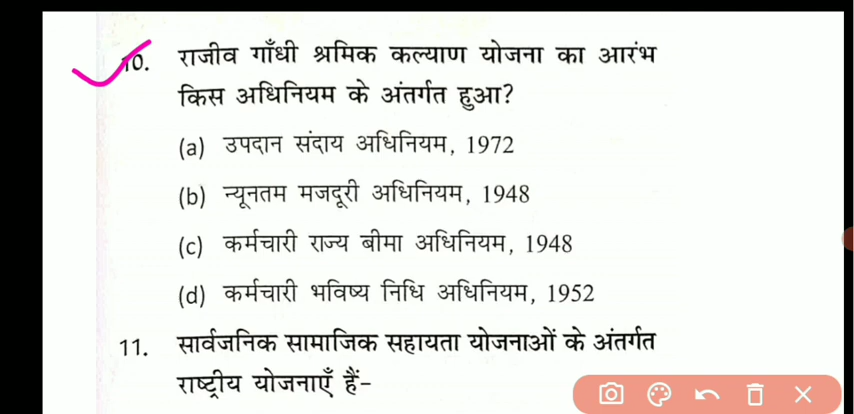 10. राजीव गाँधी श्रमिक कल्याण योजना का आरंभ
किस अधिनियम के अंतर्गत हुआ?
(a) उपदान संदाय अधिनियम, 1972
(b) न्यूनतम मजदूरी अधिनियम, 1948
(c) कर्मचारी राज्य बीमा अधिनियम, 1948
(d) कर्मचारी भविष्य निधि अधिनियम, 1952
11. सार्वजनिक सामाजिक सहायता योजनाओं के अंतर्गत
राष्ट्रीय योजनाएँ हैं-